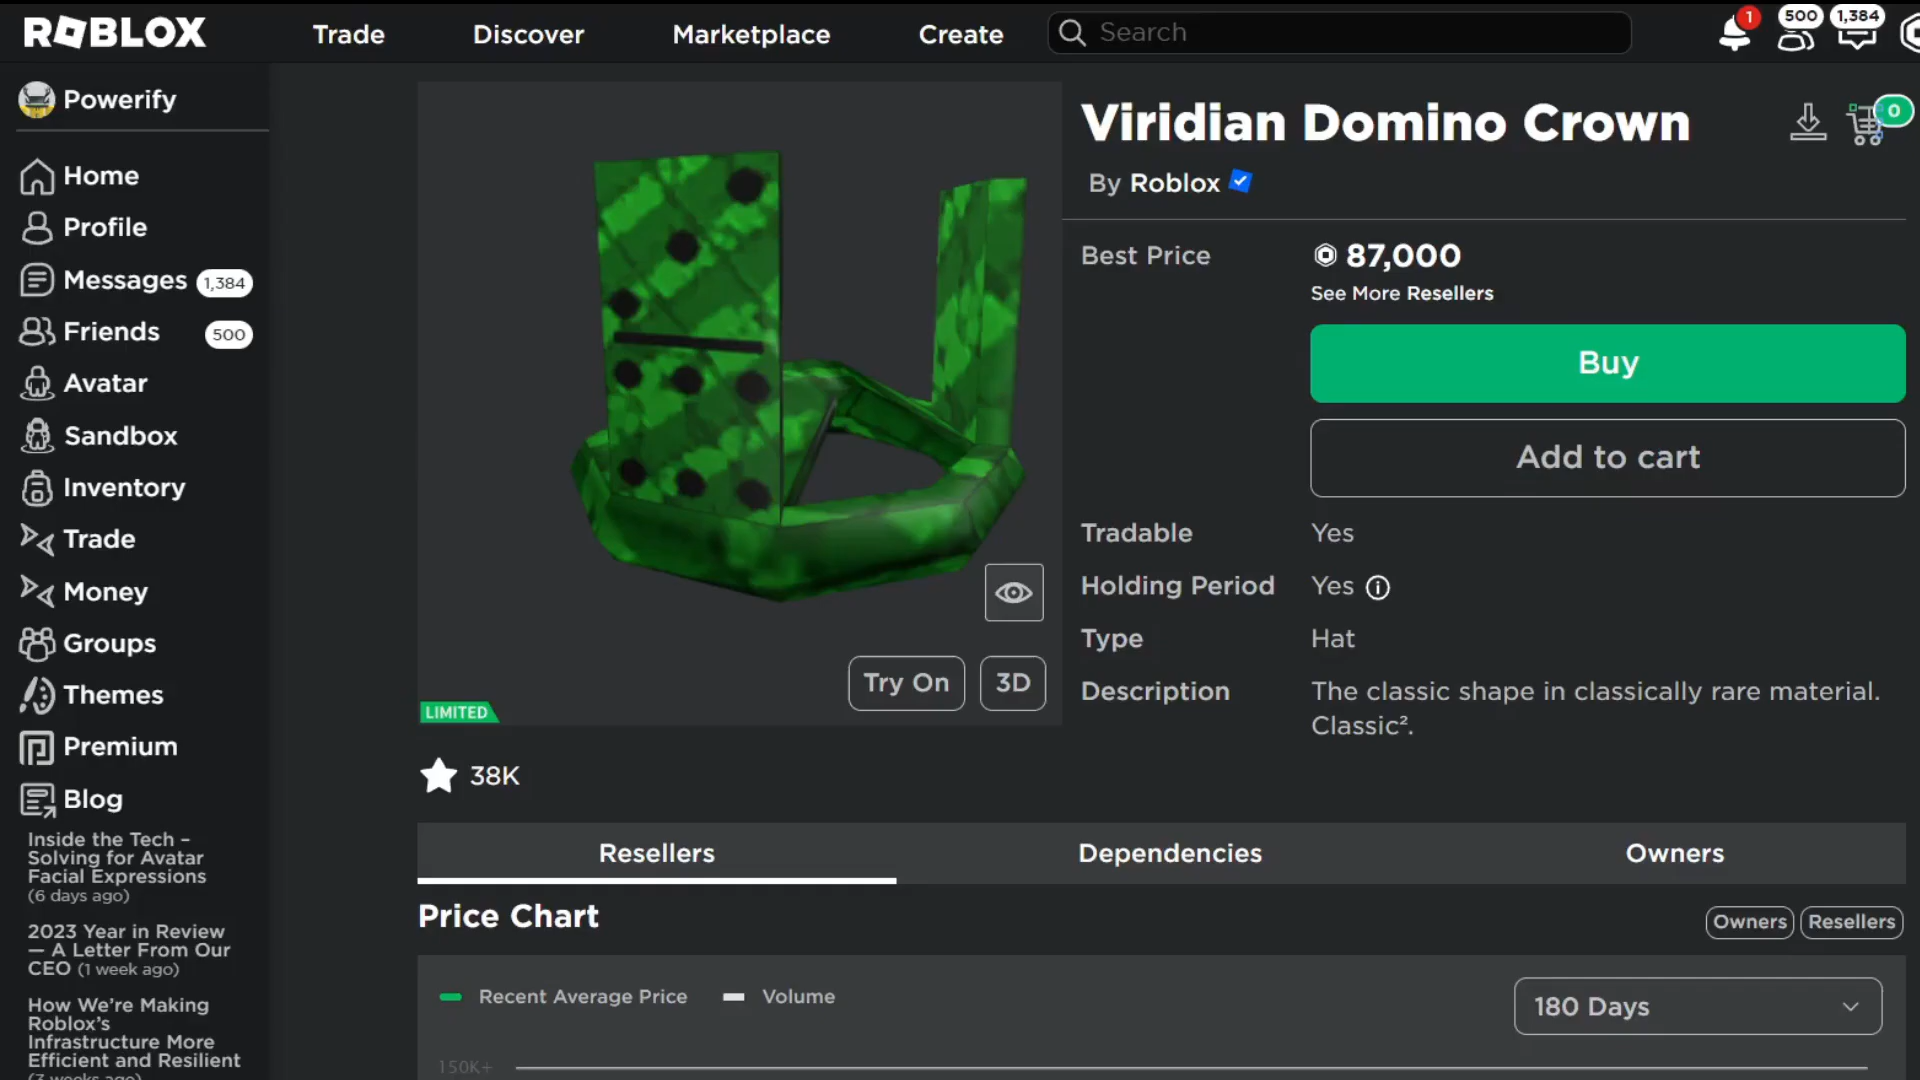 ROBLOX
Trade
Discover
Marketplace
Create
Search
1
500
1,384
Powerify
Home
Profile
Messages 1,384
Friends 500
Avatar
Sandbox
Inventory
Trade
Money
Groups
Themes
Premium
Blog
Inside the Tech –
Solving for Avatar
Facial Expressions
(6 days ago)
2023 Year in Review
— A Letter From Our
CEO (1 week ago)
How We're Making
Roblox's
Infrastructure More
Efficient and Resilient
(3 weeks ago)
LIMITED
Try On
3D
38K
Viridian Domino Crown
0
By Roblox
Best Price
87,000
See More Resellers
Buy
Add to cart
Tradable Yes
Holding Period Yes
Type Hat
Description The classic shape in classically rare material.
Classic².
Resellers
Dependencies
Owners
Price Chart
Owners
Resellers
Recent Average Price
Volume
180 Days
150K+